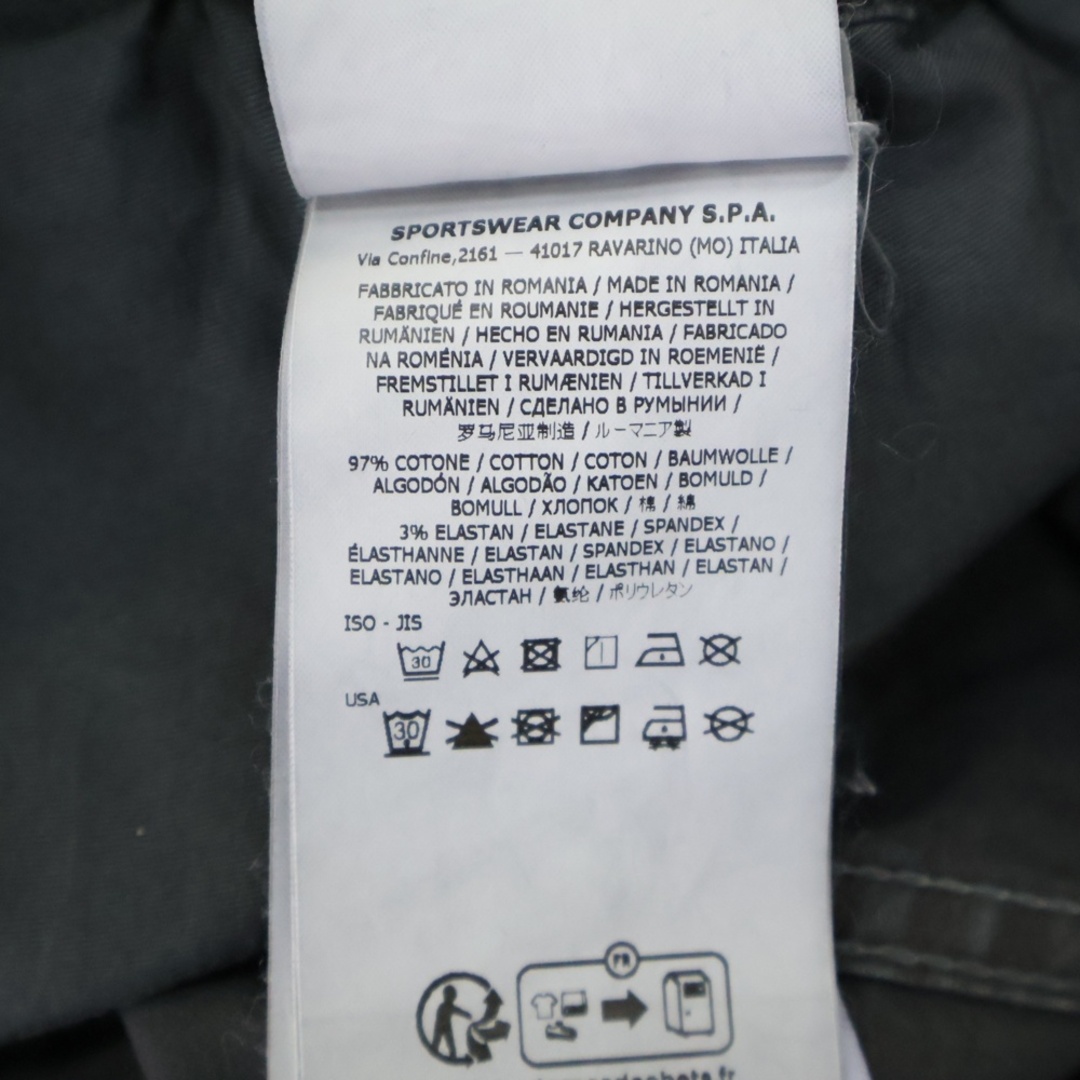 SPORTSWEAR COMPANY S.P.A.
Via Confine,2161 — 41017 RAVARINO (MO) ITALIA
FABBRICATO IN ROMANIA / MADE IN ROMANIA /
FABRIQUÉ EN ROUMANIE / HERGESTELLT IN
RUMÄNIEN / HECHO EN RUMANIA / FABRICADO
NA ROMÉNIA / VERVAARDIGD IN ROEMENIË /
FREMSTILLET I RUMÆNIEN / TILLVERKAD I
RUMÄNIEN / СДЕЛАНО В РУМЫНИИ /
罗马尼亚制造 / ルーマニア製
97% COTONE / COTTON / COTON / BAUMWOLLE /
ALGODÓN / ALGODÃO / KATOEN / BOMULD /
BOMULL / ХЛОПОК / 棉 / 綿
3% ELASTAN / ELASTANE / SPANDEX /
ÉLASTHANNE / ELASTAN / SPANDEX / ELASTANO /
ELASTANO / ELASTHAAN / ELASTHAN / ELASTAN /
ЭЛАСТАН / 氨纶 / ポリウレタン
ISO - JIS
30
USA
30
FR